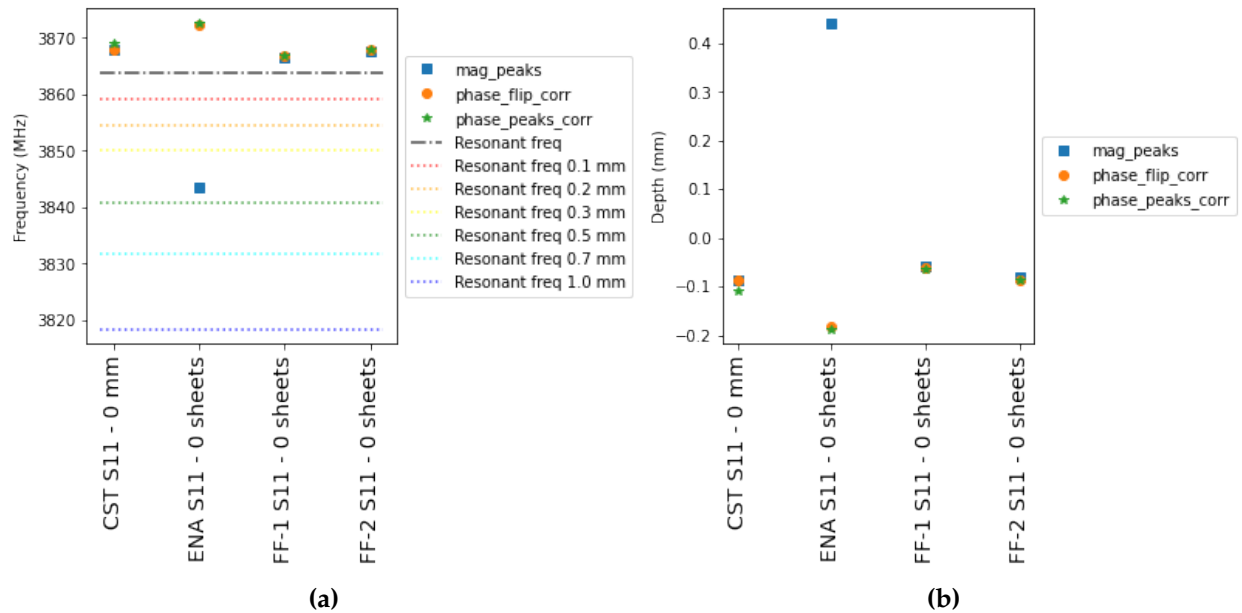 3870
3860
3850
3840
3830
3820
Frequency (MHz)
CST S11 - 0 mm
ENA S11 - 0 sheets
FF-1 S11 - 0 sheets
FF-2 S11 - 0 sheets
mag_peaks
phase_flip_corr
phase_peaks_corr
Resonant freq
Resonant freq 0.1 mm
Resonant freq 0.2 mm
Resonant freq 0.3 mm
Resonant freq 0.5 mm
Resonant freq 0.7 mm
Resonant freq 1.0 mm
(a)
0.4
0.3
0.2
0.1
0.0
−0.1
−0.2
Depth (mm)
CST S11 - 0 mm
ENA S11 - 0 sheets
FF-1 S11 - 0 sheets
FF-2 S11 - 0 sheets
mag_peaks
phase_flip_corr
phase_peaks_corr
(b)